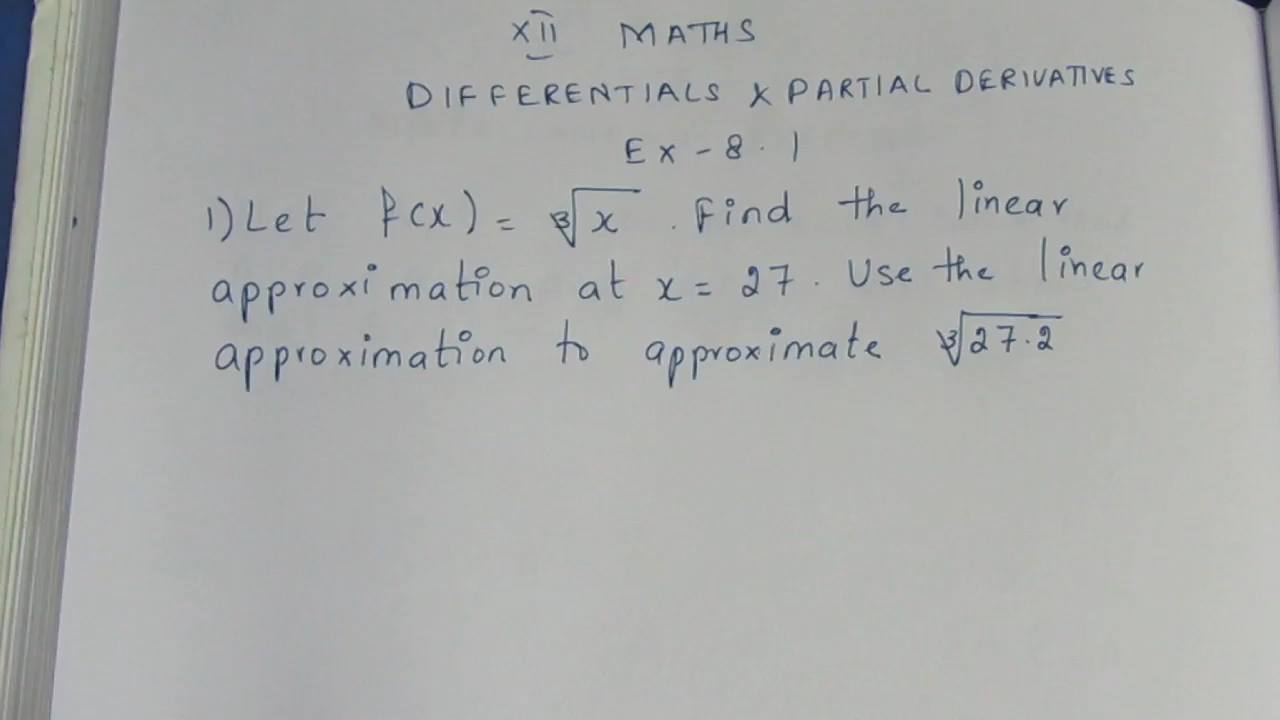 XII MATHS
DIFFERENTIALS & PARTIAL DERIVATIVES
Ex - 8.1
1) Let f(x) = ∛x. Find the linear
approximation at x = 27. Use the linear
approximation to approximate ∛27.2